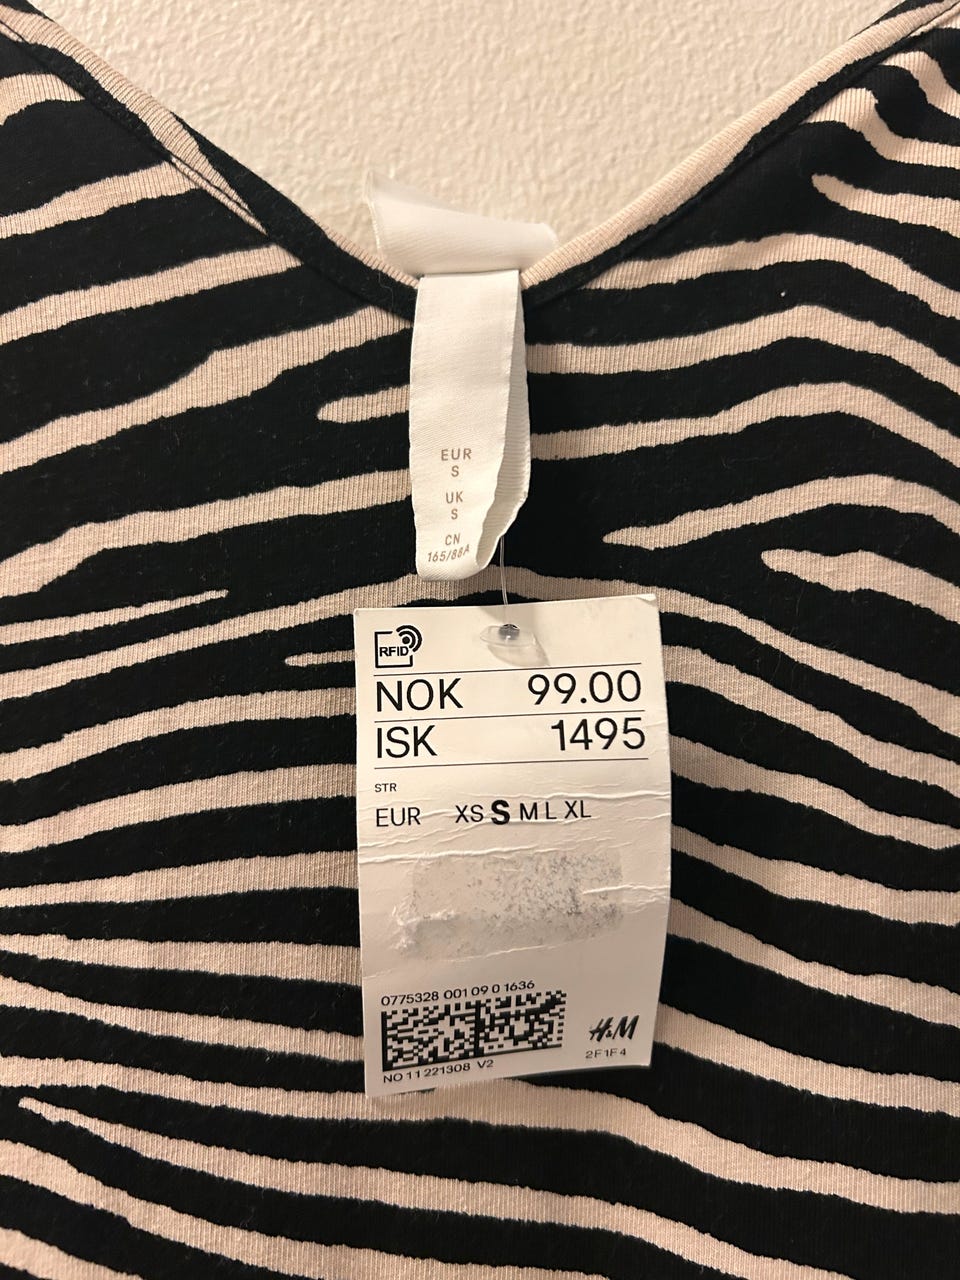 EUR
S
UK
S
CN
165/88A
RFID
NOK 99.00
ISK 1495
STR
EUR XS S M L XL
0775328 001 09 0 1636
H&M
2F1F4
NO 11 221308 V2